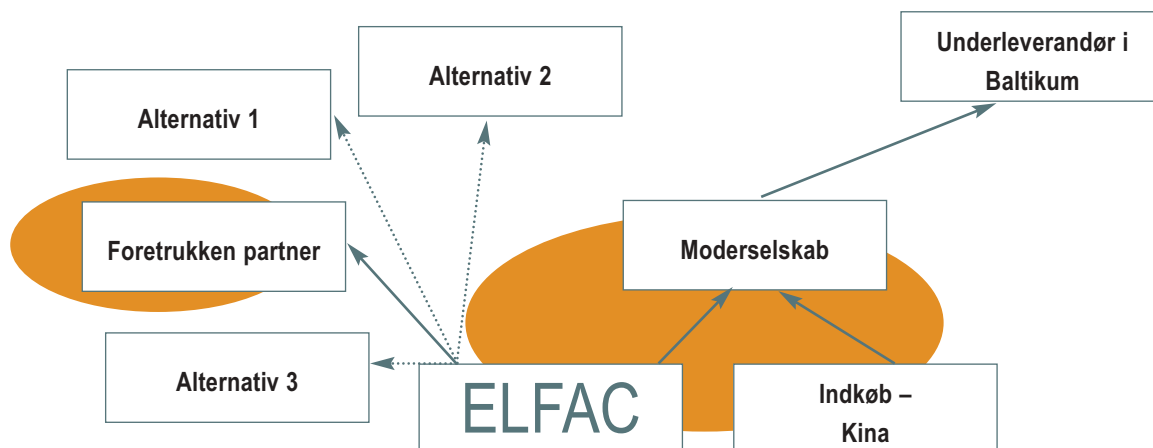 Underleverandør i
Baltikum
Alternativ 2
Alternativ 1
Foretrukken partner
Moderselskab
Alternativ 3
ELFAC
Indkøb –
Kina